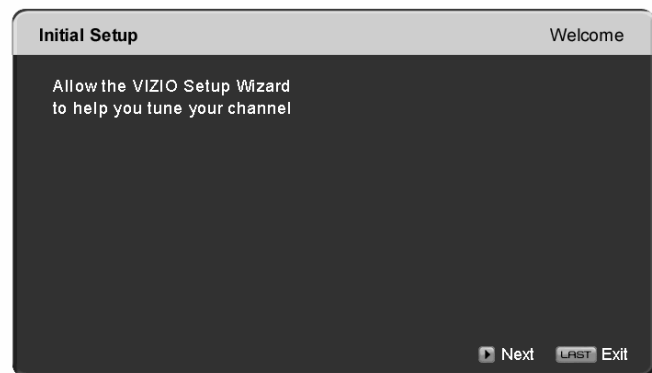 Initial Setup Welcome
Allow the VIZIO Setup Wizard
to help you tune your channel
Next LAST Exit